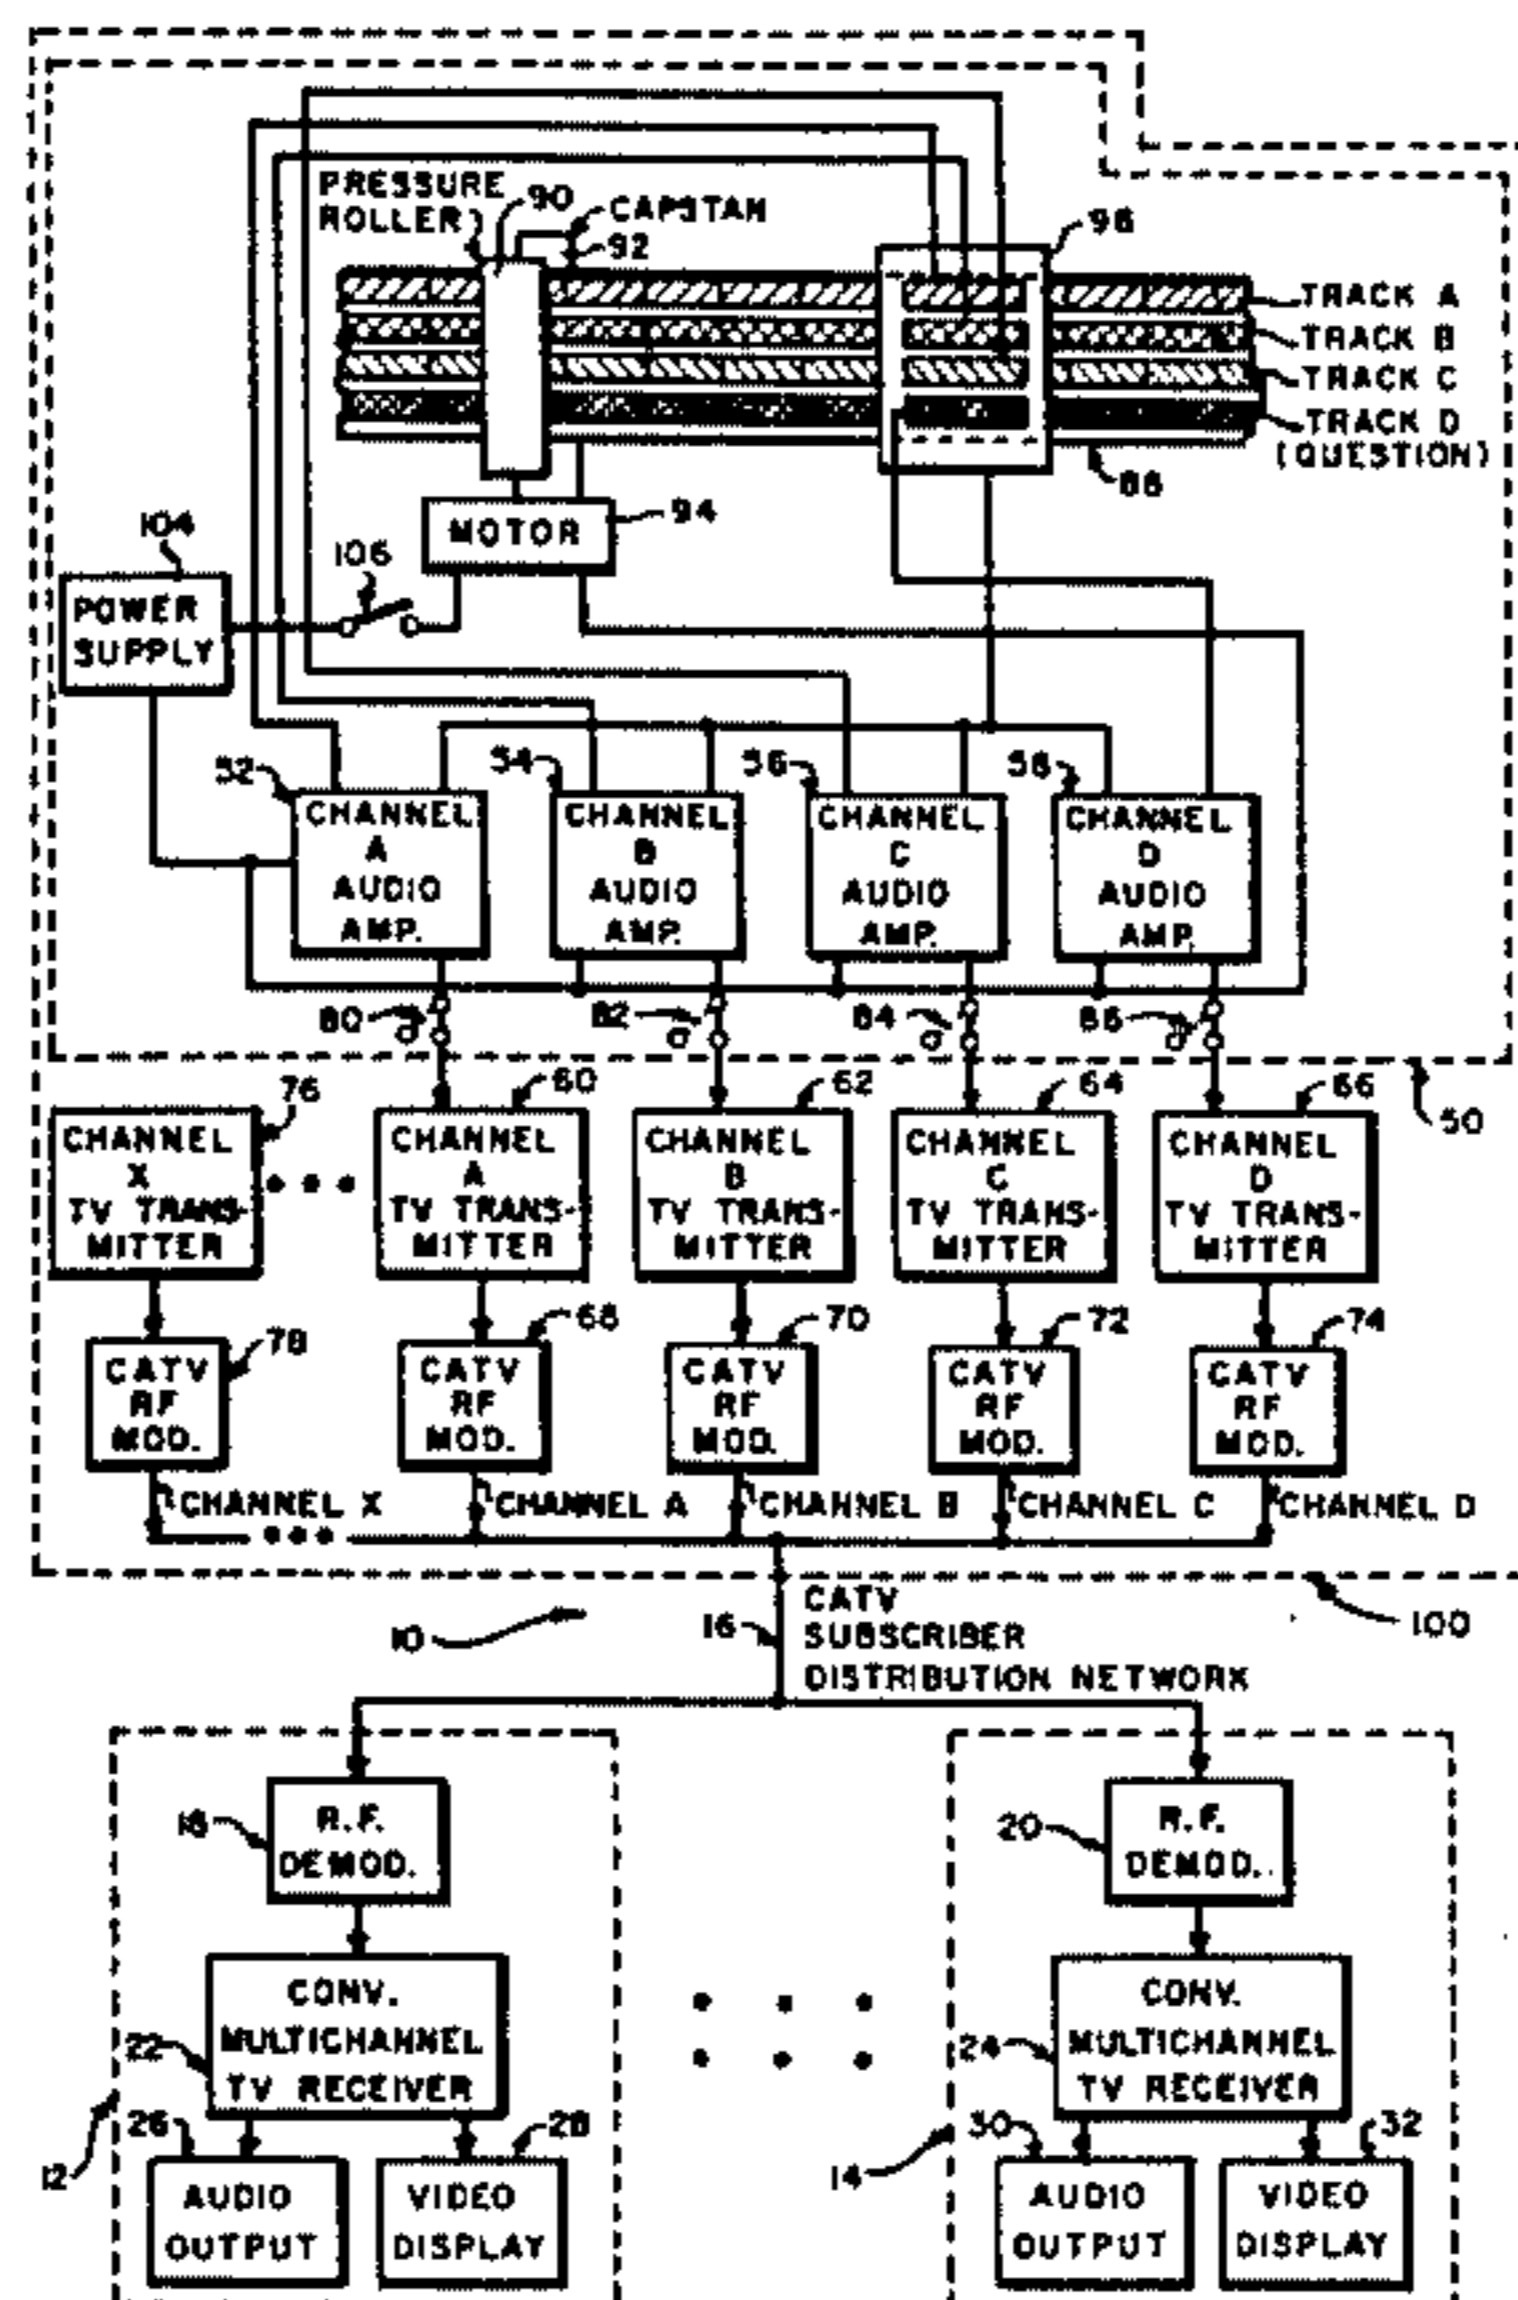 PRESSURE
ROLLER
90
CAPSTAN
92
96
TRACK A
TRACK B
TRACK C
TRACK D
(QUESTION)
88
MOTOR
94
104
106
POWER
SUPPLY
52
54
56
58
CHANNEL
A
AUDIO
AMP.
CHANNEL
B
AUDIO
AMP.
CHANNEL
C
AUDIO
AMP.
CHANNEL
D
AUDIO
AMP.
80
82
84
86
50
76
60
62
64
66
CHANNEL
X
TV TRANS-
MITTER
CHANNEL
A
TV TRANS-
MITTER
CHANNEL
B
TV TRANS-
MITTER
CHANNEL
C
TV TRANS-
MITTER
CHANNEL
D
TV TRANS-
MITTER
78
68
70
72
74
CATV
RF
MOD.
CATV
RF
MOD.
CATV
RF
MOD.
CATV
RF
MOD.
CATV
RF
MOD.
CHANNEL X
CHANNEL A
CHANNEL B
CHANNEL C
CHANNEL D
10
16
CATV
SUBSCRIBER
DISTRIBUTION NETWORK
100
18
R.F.
DEMOD.
20
R.F.
DEMOD.
22
CONV.
MULTICHANNEL
TV RECEIVER
24
CONV.
MULTICHANNEL
TV RECEIVER
12
26
28
14
30
32
AUDIO
OUTPUT
VIDEO
DISPLAY
AUDIO
OUTPUT
VIDEO
DISPLAY